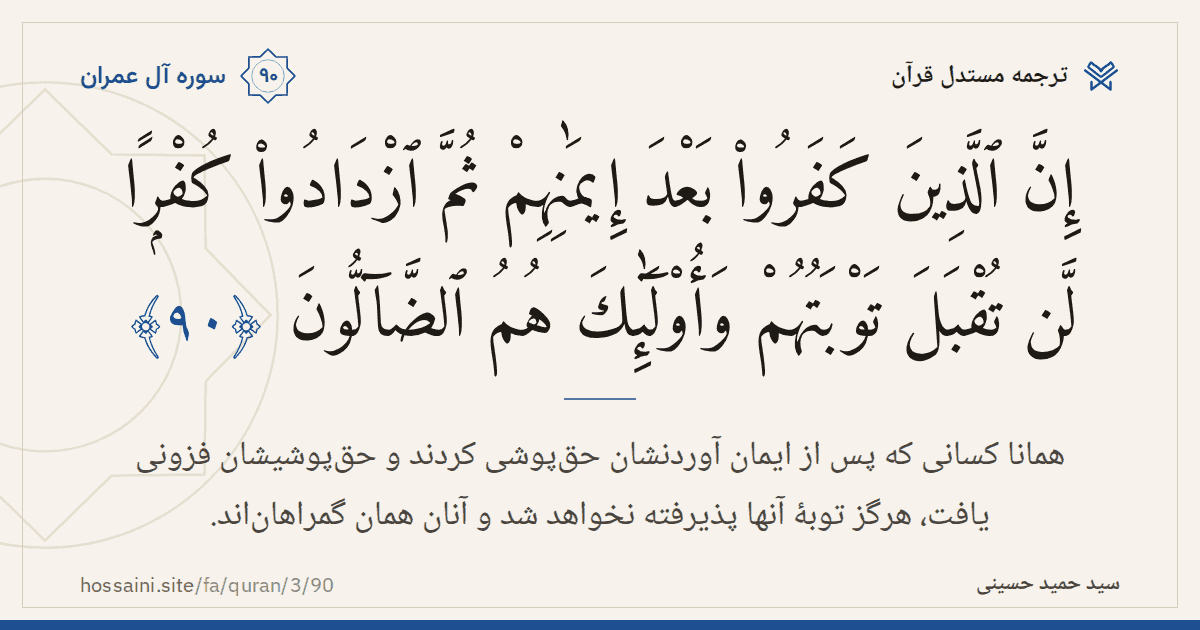 ترجمه مستدل قرآن
۹۰ سوره آل عمران
إِنَّ ٱلَّذِينَ كَفَرُوا۟ بَعْدَ إِيمَٰنِهِمْ ثُمَّ ٱزْدَادُوا۟ كُفْرًۭا
لَّن تُقْبَلَ تَوْبَتُهُمْ وَأُو۟لَٰٓئِكَ هُمُ ٱلضَّآلُّونَ ﴿٩٠﴾
همانا کسانی که پس از ایمان آوردنشان حق‌پوشی کردند و حق‌پوشیشان فزونی
یافت، هرگز توبهٔ آنها پذیرفته نخواهد شد و آنان همان گمراهان‌اند.
سید حمید حسینی
hossaini.site/fa/quran/3/90